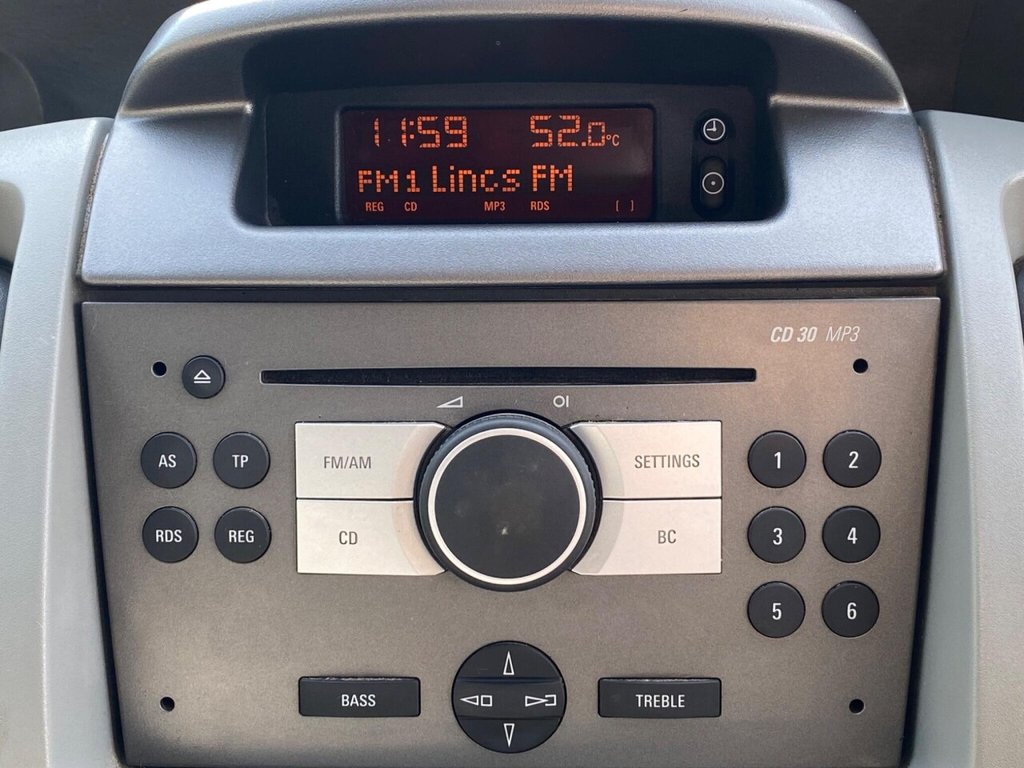 11:59 52.0°C
FM1 Lincs FM
REG CD MP3 RDS [ ]
CD 30 MP3
AS TP FM/AM SETTINGS 1 2
RDS REG CD BC 3 4
5 6
BASS TREBLE